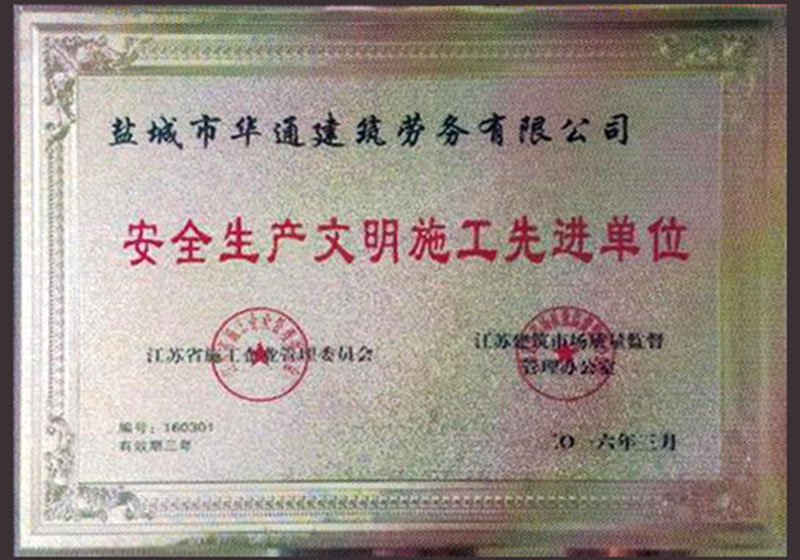 盐城市华通建筑劳务有限公司
安全生产文明施工先进单位
江苏省施工企业管理委员会
江苏建筑市场质量监督
管理办公室
编号：160301
有效期三年
二〇一六年三月